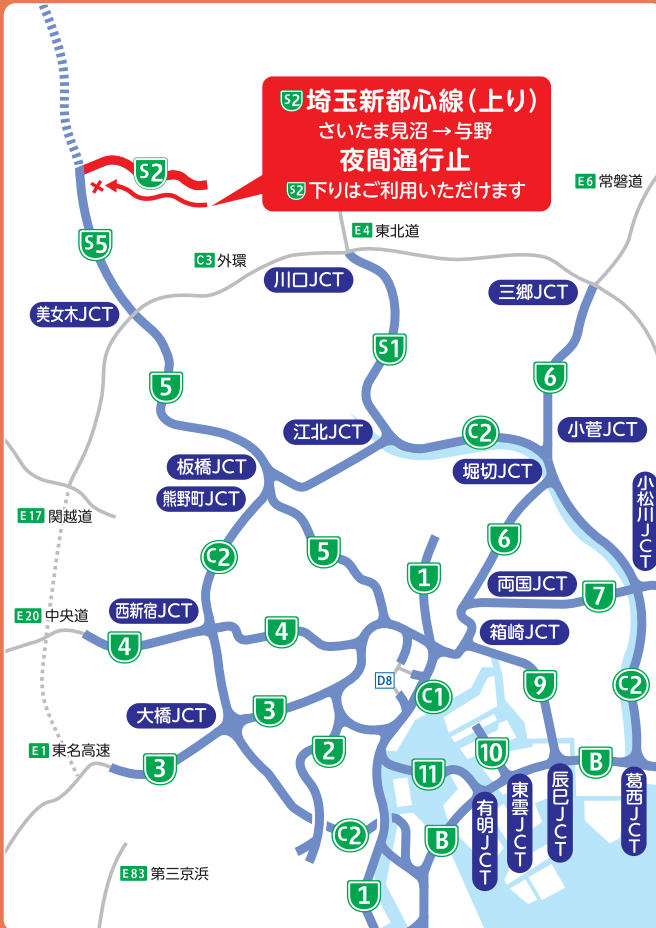 S2 埼玉新都心線(上り)
さいたま見沼→与野
夜間通行止
S2 下りはご利用いただけます
S2
E6 常磐道
E4 東北道
S5
C3 外環
川口JCT
三郷JCT
美女木JCT
S1
5
6
江北JCT
C2
小菅JCT
板橋JCT
堀切JCT
熊野町JCT
小松川JCT
E17 関越道
6
C2
5
1
両国JCT
7
E20 中央道
西新宿JCT
4
4
箱崎JCT
D8
C1
9
C2
大橋JCT
3
E1 東名高速
3
2
11
10
B
有明JCT
東雲JCT
辰巳JCT
葛西JCT
C2
B
E83 第三京浜
1